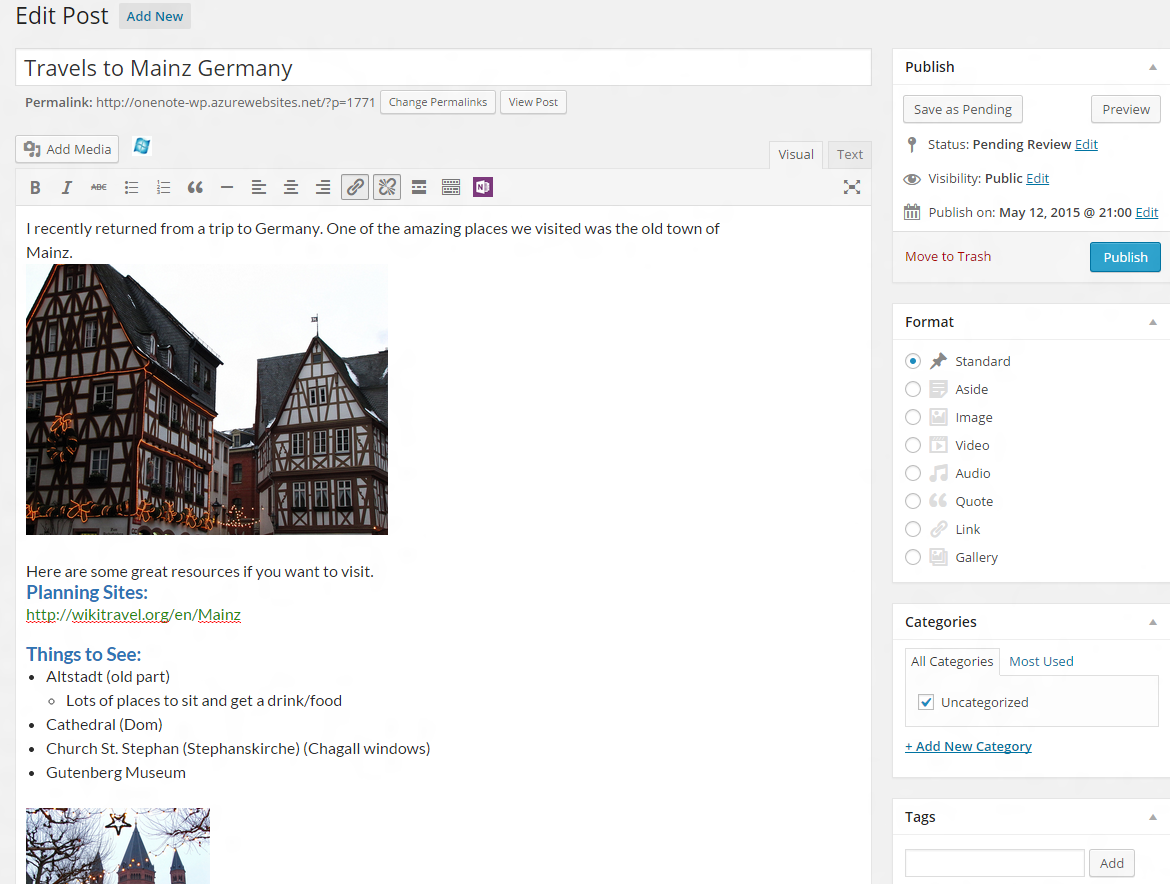 Edit Post Add New
Travels to Mainz Germany
Permalink: http://onenote-wp.azurewebsites.net/?p=1771 Change Permalinks View Post
Add Media
Visual Text
B I ABC
I recently returned from a trip to Germany. One of the amazing places we visited was the old town of
Mainz.
Here are some great resources if you want to visit.
Planning Sites:
http://wikitravel.org/en/Mainz
Things to See:
• Altstadt (old part)
◦ Lots of places to sit and get a drink/food
• Cathedral (Dom)
• Church St. Stephan (Stephanskirche) (Chagall windows)
• Gutenberg Museum
Publish
Save as Pending Preview
Status: Pending Review Edit
Visibility: Public Edit
Publish on: May 12, 2015 @ 21:00 Edit
Move to Trash Publish
Format
Standard
Aside
Image
Video
Audio
Quote
Link
Gallery
Categories
All Categories Most Used
Uncategorized
+ Add New Category
Tags
Add